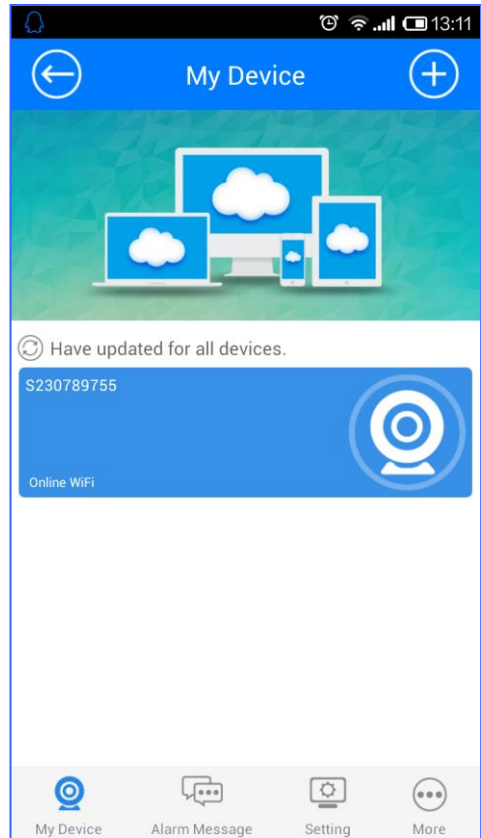 13:11
My Device
Have updated for all devices.
S230789755
Online WiFi
My Device
Alarm Message
Setting
More